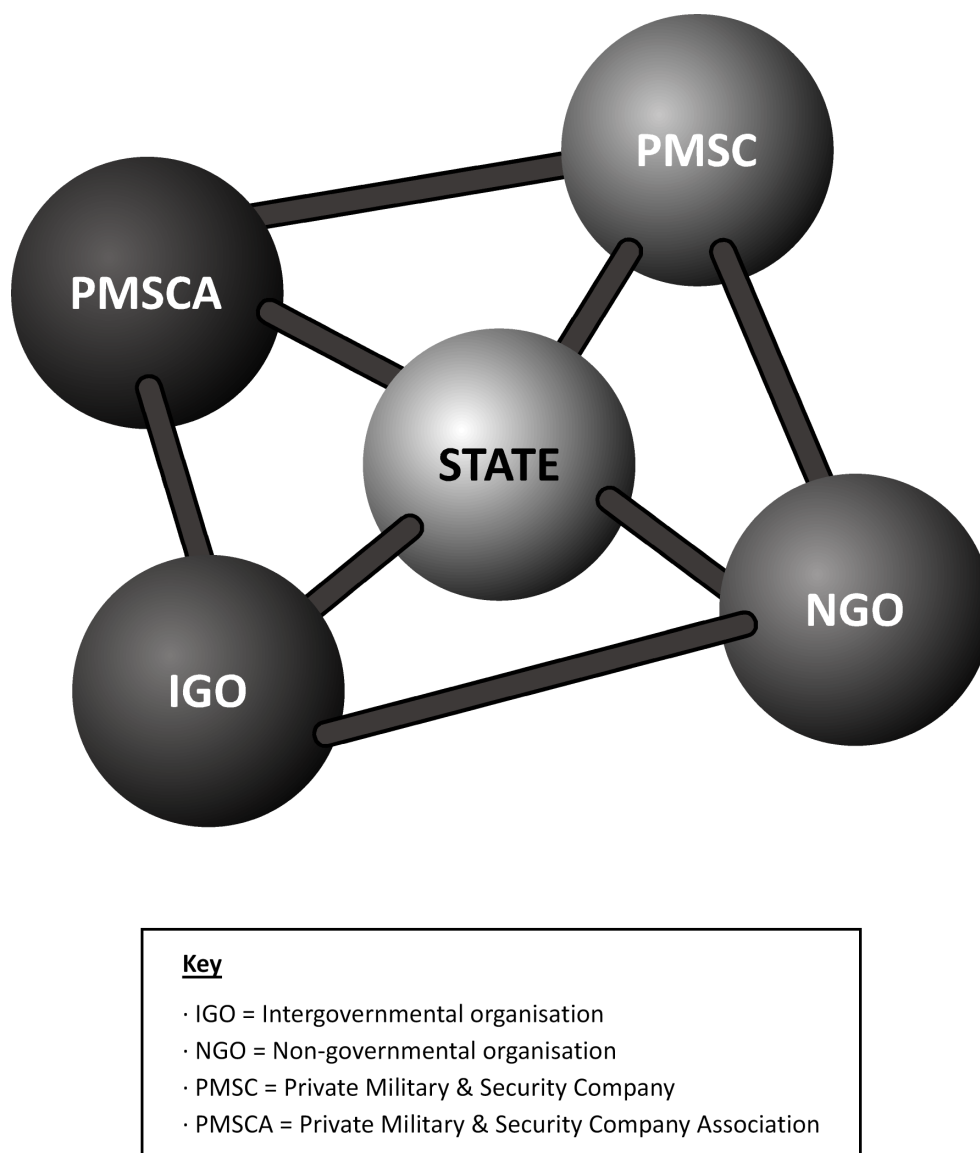 PMSC
PMSCA
STATE
NGO
IGO
Key
· IGO = Intergovernmental organisation
· NGO = Non-governmental organisation
· PMSC = Private Military & Security Company
· PMSCA = Private Military & Security Company Association